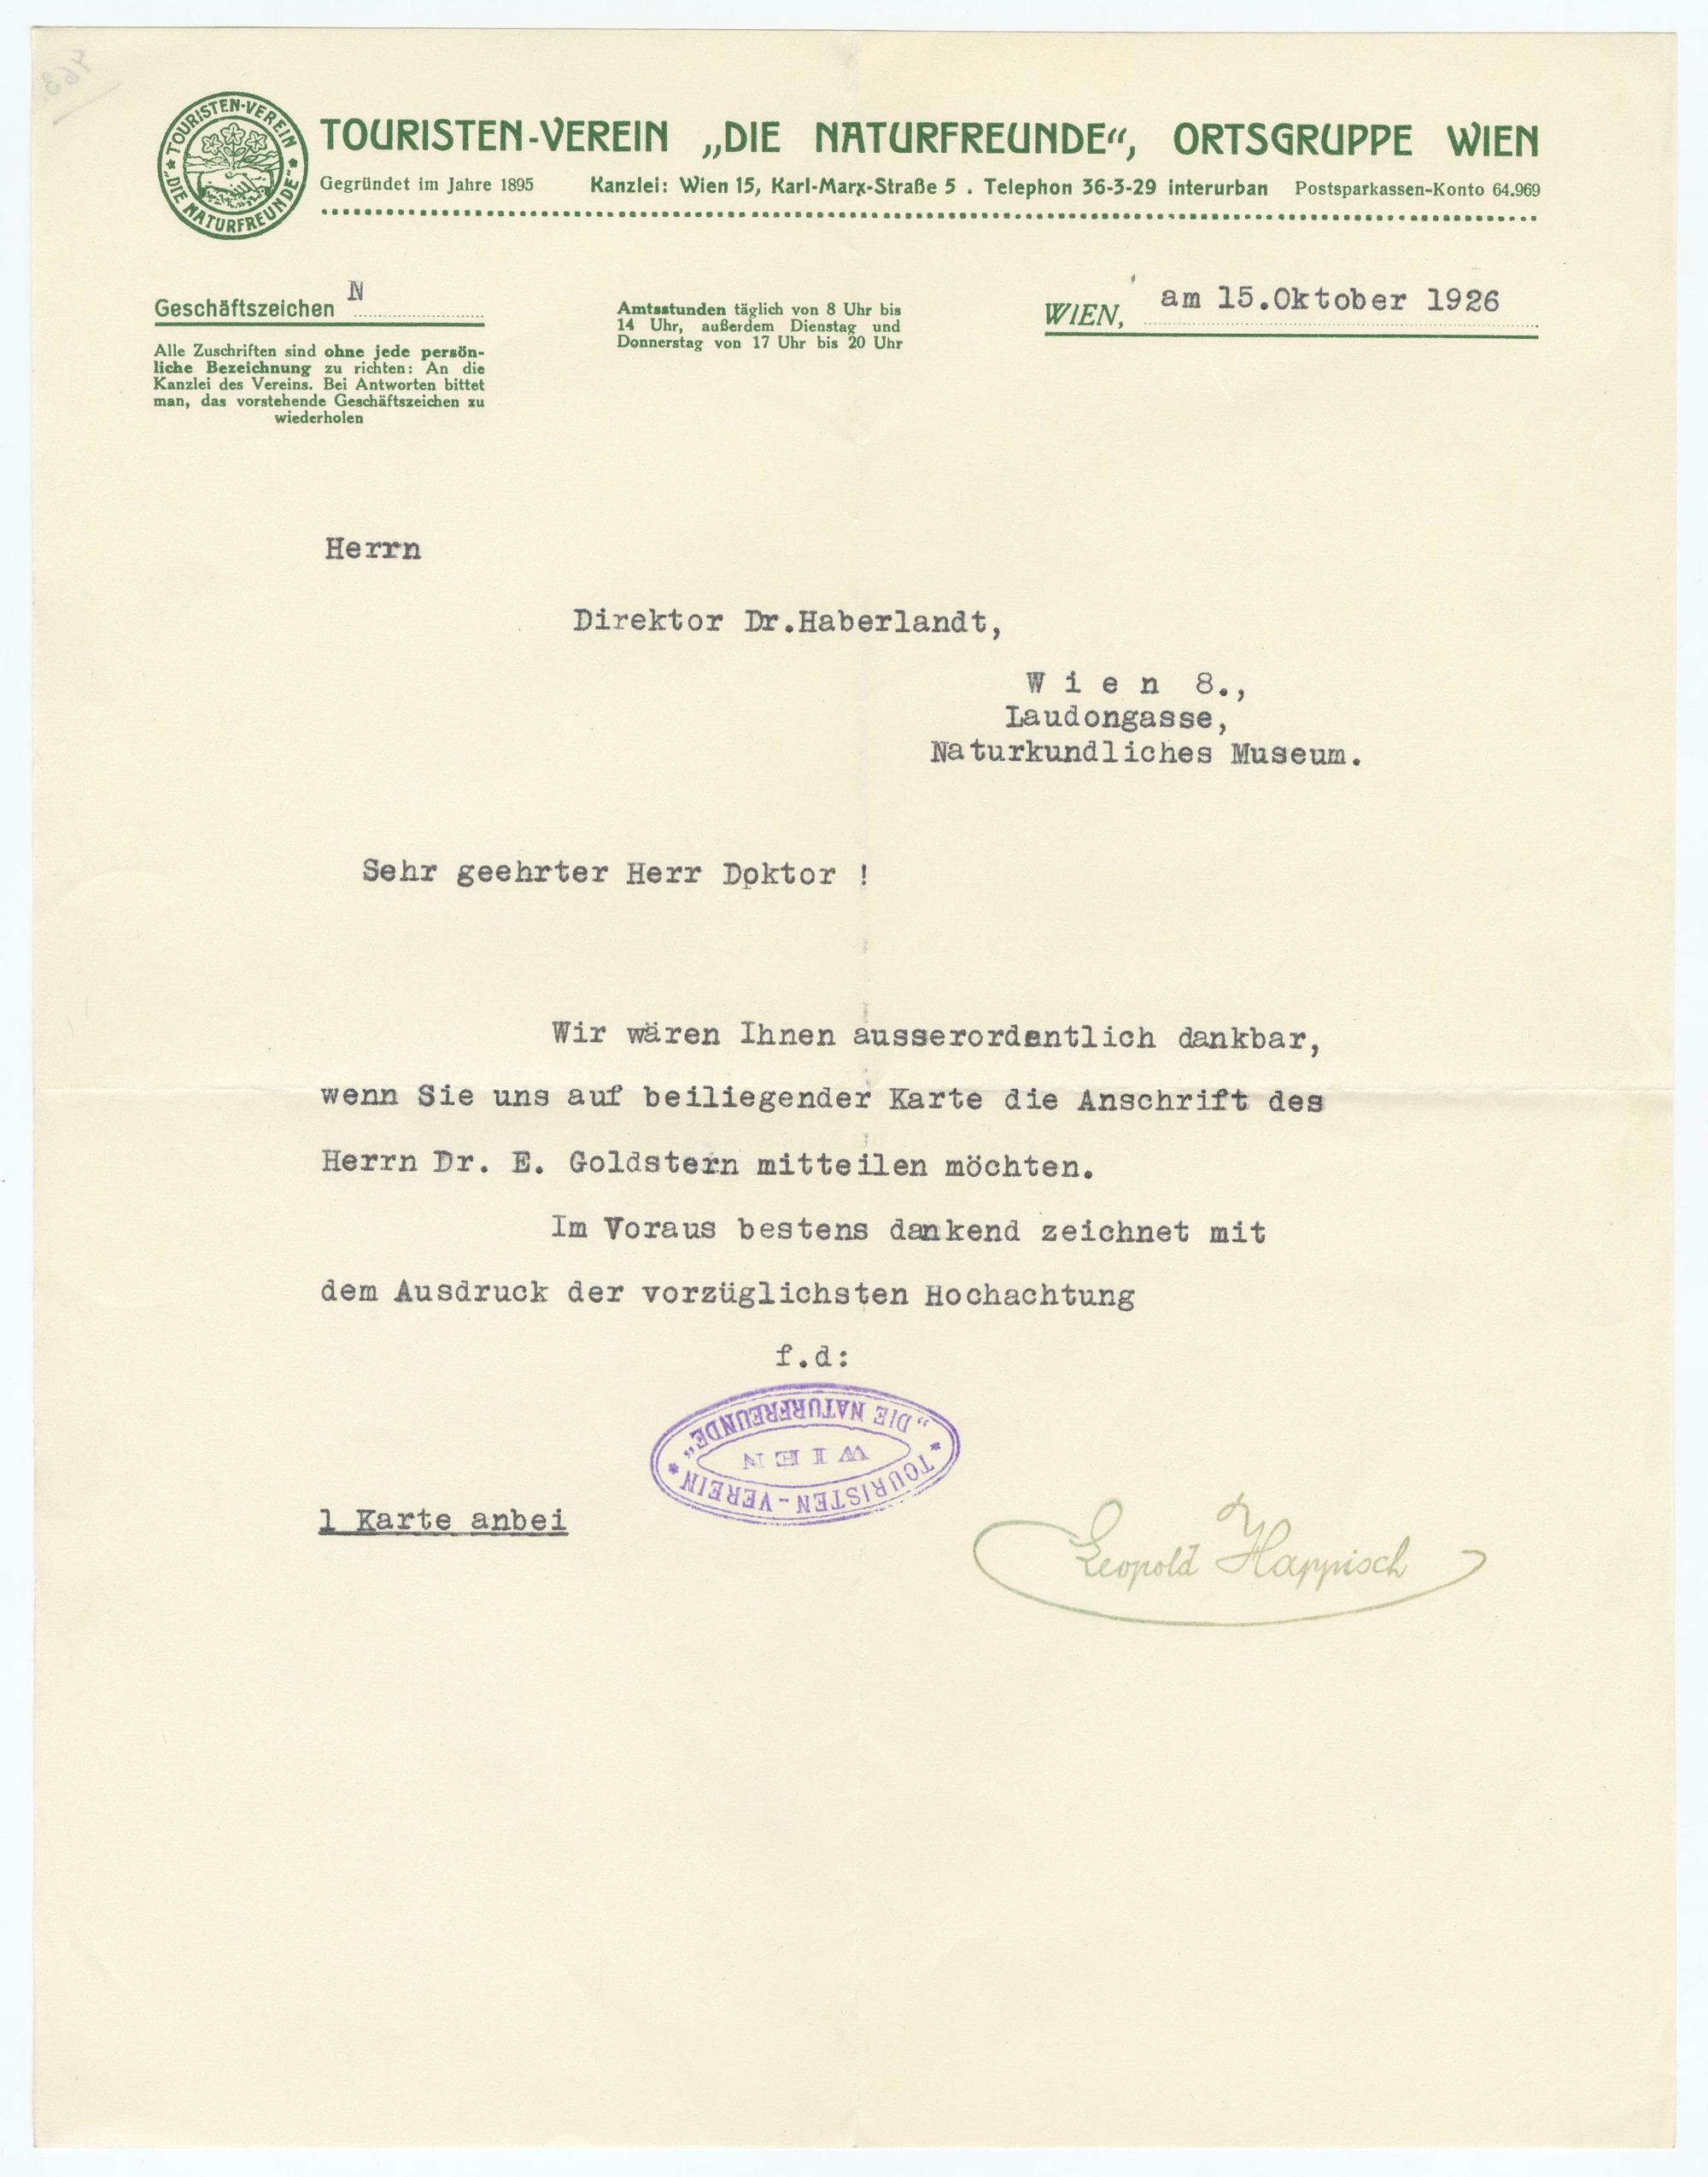 TOURISTEN-VEREIN
"DIE NATURFREUNDE"
TOURISTEN-VEREIN „DIE NATURFREUNDE“, ORTSGRUPPE WIEN
Gegründet im Jahre 1895 Kanzlei: Wien 15, Karl-Marx-Straße 5 . Telephon 36-3-29 interurban Postsparkassen-Konto 64.969
Geschäftszeichen N
Alle Zuschriften sind ohne jede persön-
liche Bezeichnung zu richten: An die
Kanzlei des Vereins. Bei Antworten bittet
man, das vorstehende Geschäftszeichen zu
wiederholen
Amtsstunden täglich von 8 Uhr bis
14 Uhr, außerdem Dienstag und
Donnerstag von 17 Uhr bis 20 Uhr
WIEN, am 15.Oktober 1926
Herrn
Direktor Dr.Haberlandt,
W i e n 8.,
Laudongasse,
Naturkundliches Museum.
Sehr geehrter Herr Doktor !
Wir wären Ihnen ausserordentlich dankbar,
wenn Sie uns auf beiliegender Karte die Anschrift des
Herrn Dr. E. Goldstern mitteilen möchten.
Im Voraus bestens dankend zeichnet mit
dem Ausdruck der vorzüglichsten Hochachtung
f.d:
* TOURISTEN-VEREIN *
WIEN
„DIE NATURFREUNDE“
1 Karte anbei
Leopold Happisch